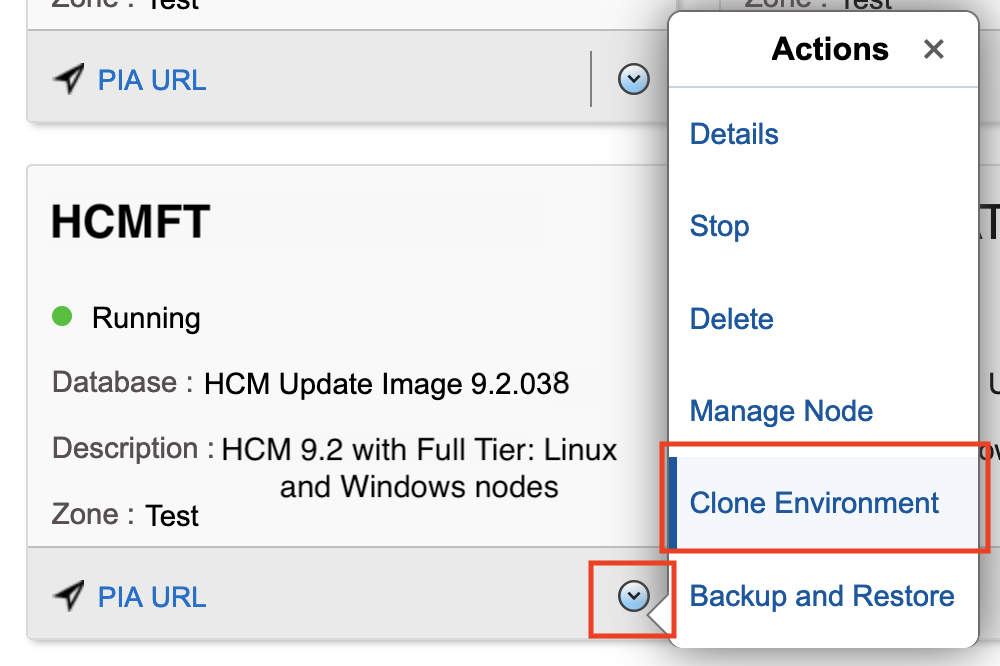 Zone : Test
Zone : Test
PIA URL
Actions
Details
Stop
Delete
Manage Node
Clone Environment
Backup and Restore
HCMFT
Running
Database : HCM Update Image 9.2.038
Description : HCM 9.2 with Full Tier: Linux
and Windows nodes
Zone : Test
PIA URL